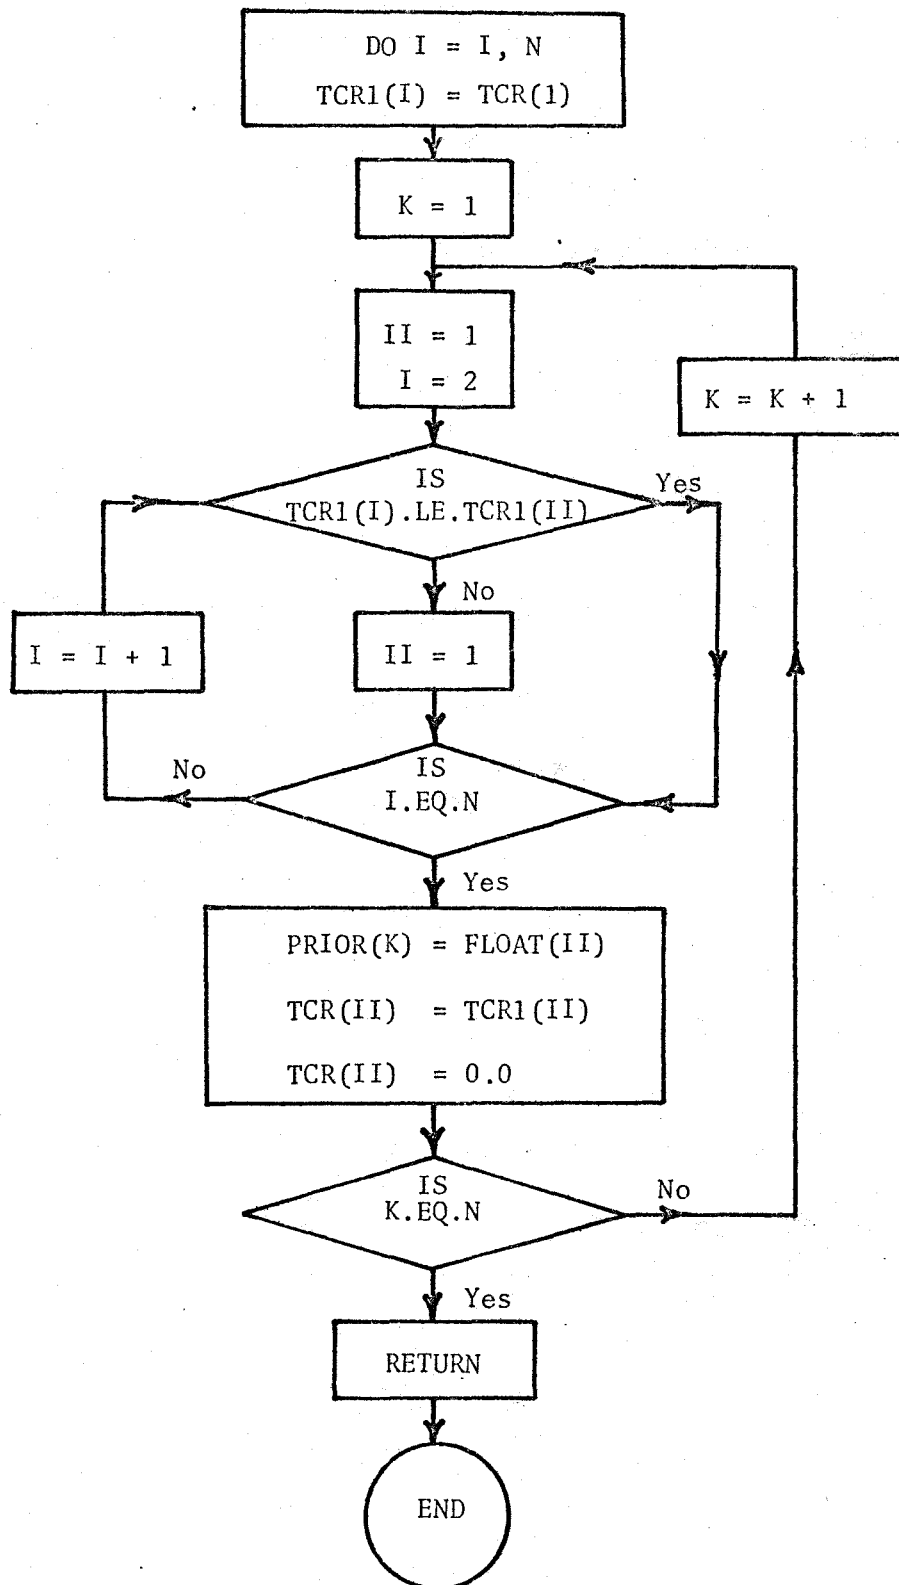 DO I = I, N
TCR1(I) = TCR(1)
K = 1
II = 1
I = 2
K = K + 1
IS
TCR1(I).LE.TCR1(II)
Yes
No
I = I + 1
II = 1
No
IS
I.EQ.N
Yes
PRIOR(K) = FLOAT(II)
TCR(II) = TCR1(II)
TCR(II) = 0.0
IS
K.EQ.N
No
Yes
RETURN
END